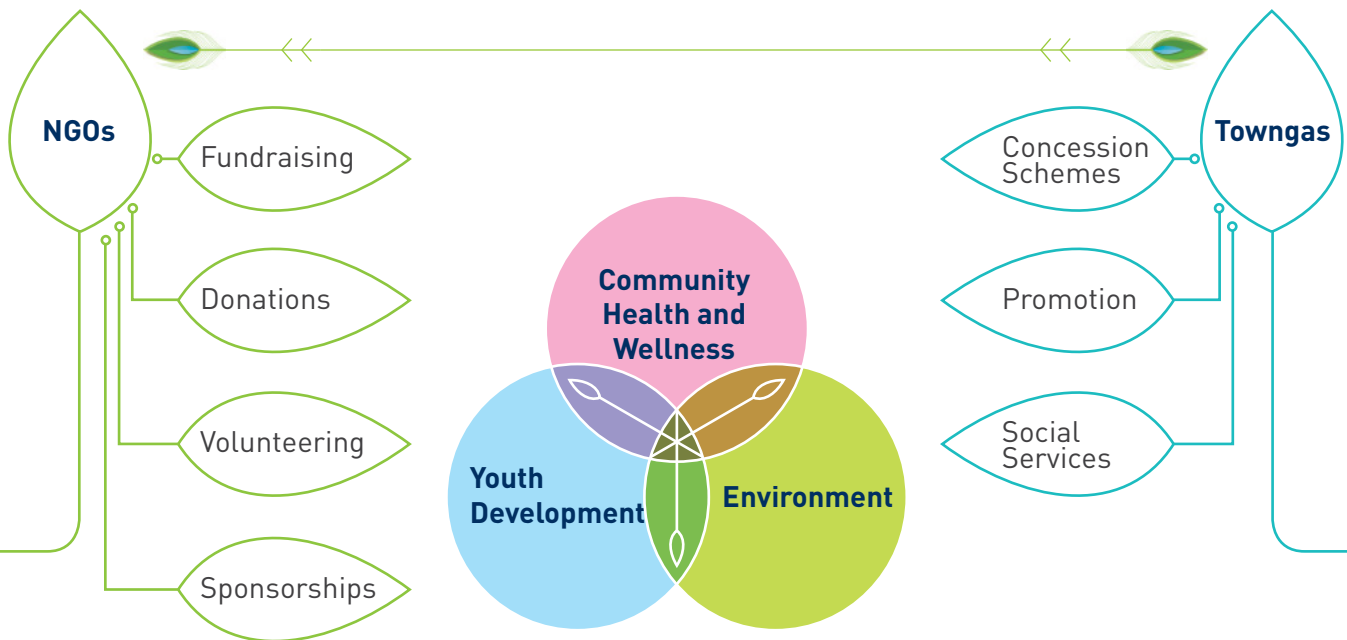 NGOs
Fundraising
Donations
Volunteering
Sponsorships
Community
Health and
Wellness
Youth
Development
Environment
Towngas
Concession
Schemes
Promotion
Social
Services